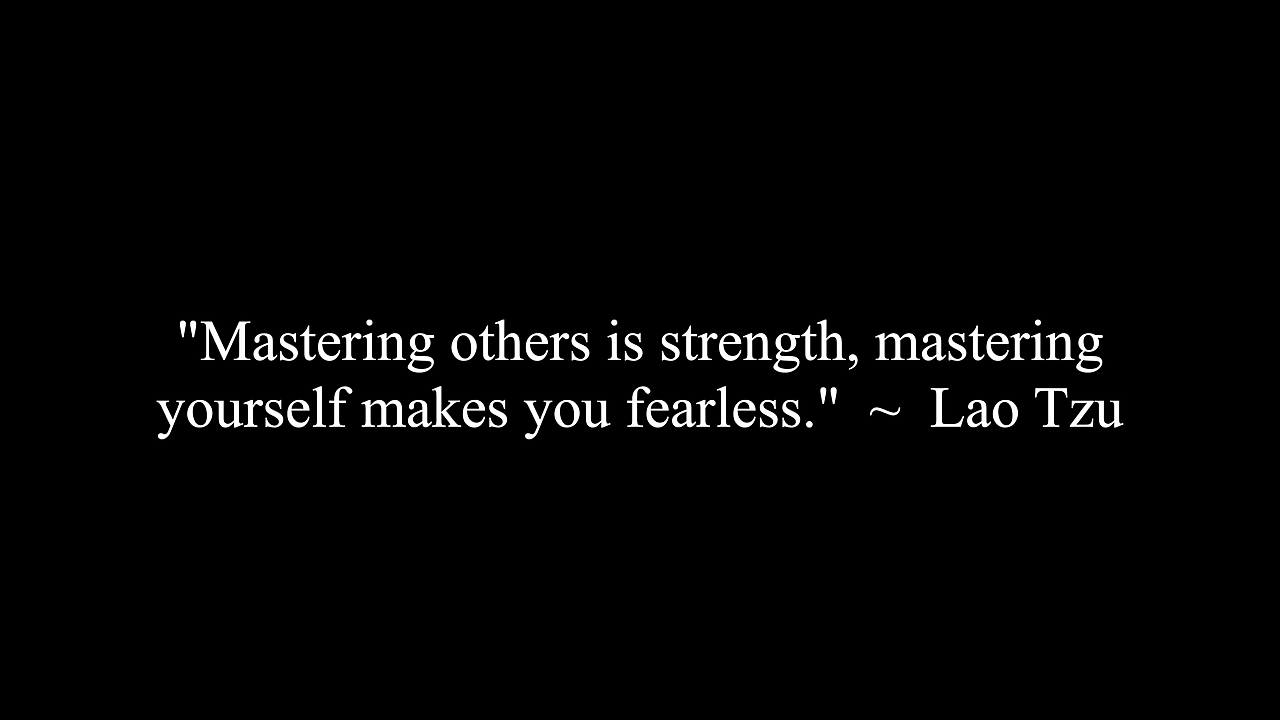 "Mastering others is strength, mastering
yourself makes you fearless."  ~  Lao Tzu